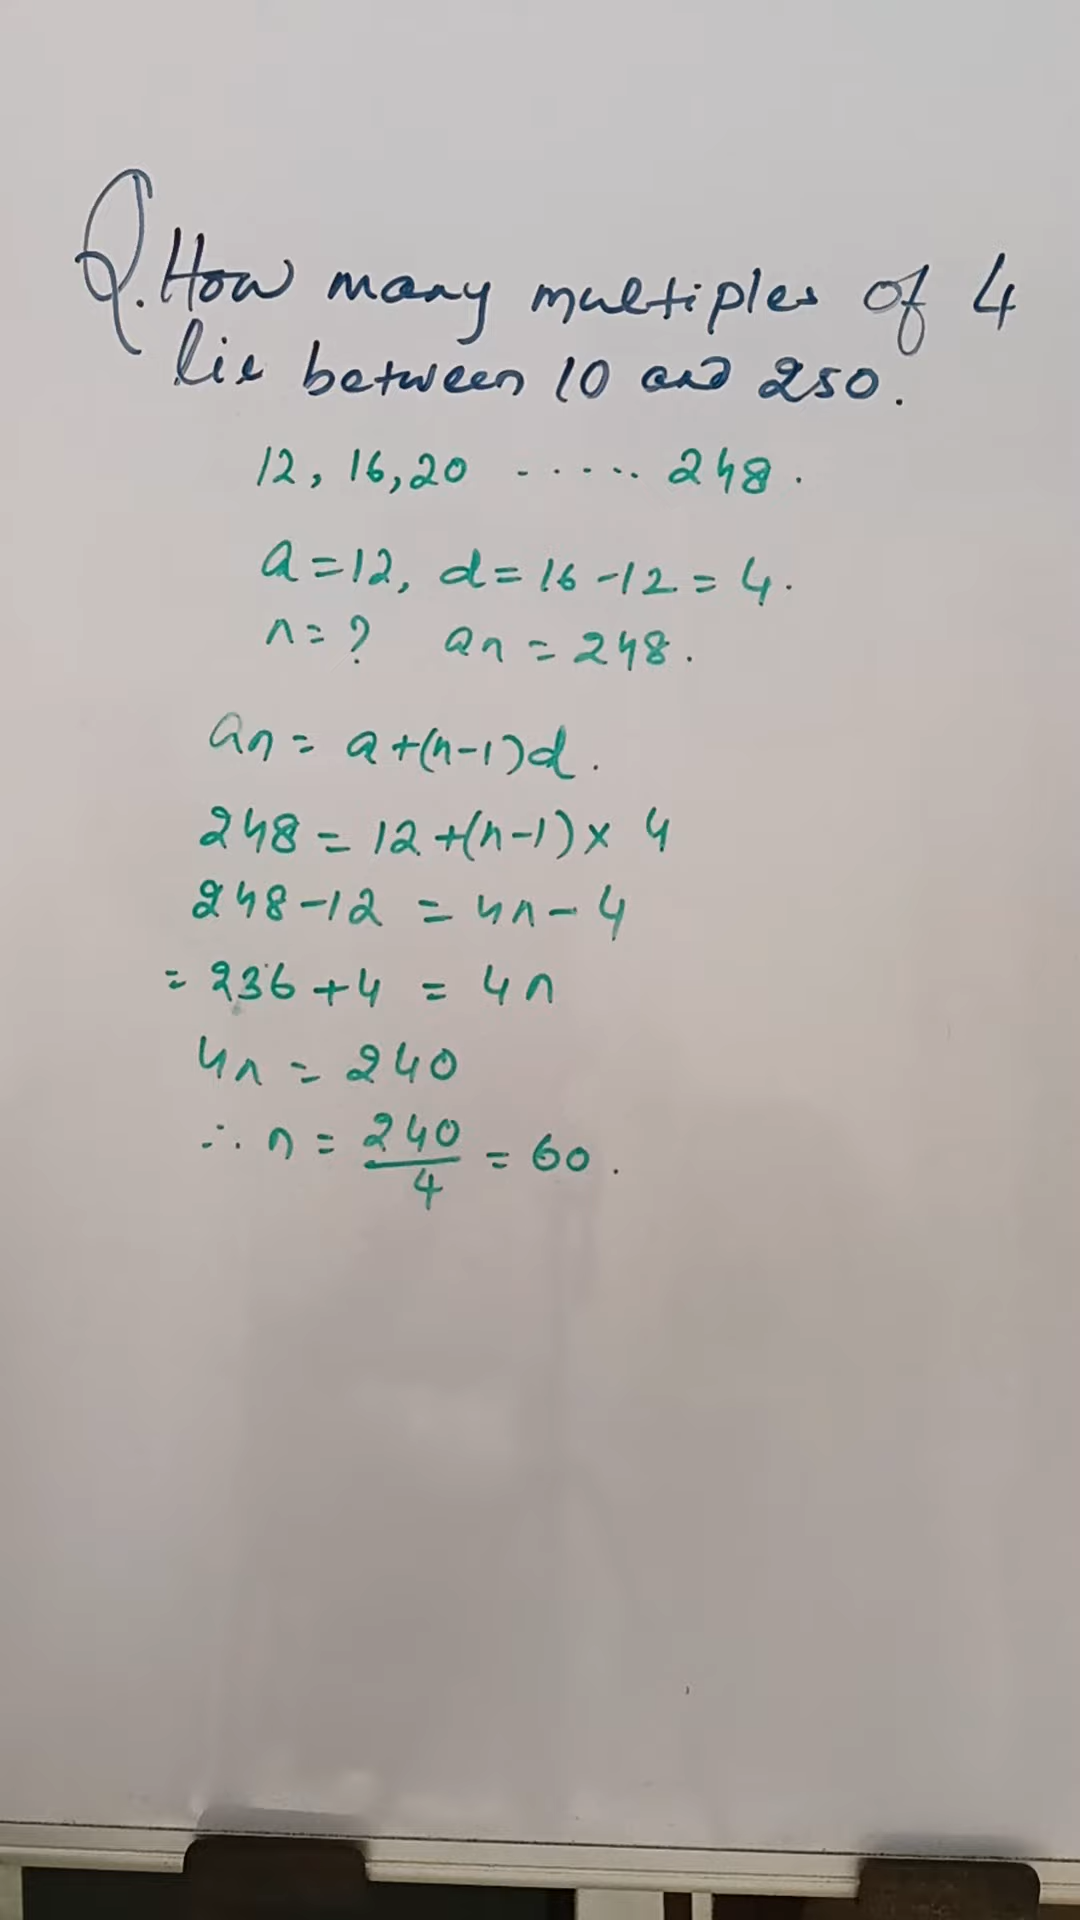 Q. How many multiples of 4
lie between 10 and 250.
12, 16, 20 ..... 248.
a = 12, d = 16 - 12 = 4.
n = ? an = 248.
an = a + (n-1)d.
248 = 12 + (n-1) × 4
248 - 12 = 4n - 4
= 236 + 4 = 4n
4n = 240
∴ n = 240/4 = 60.